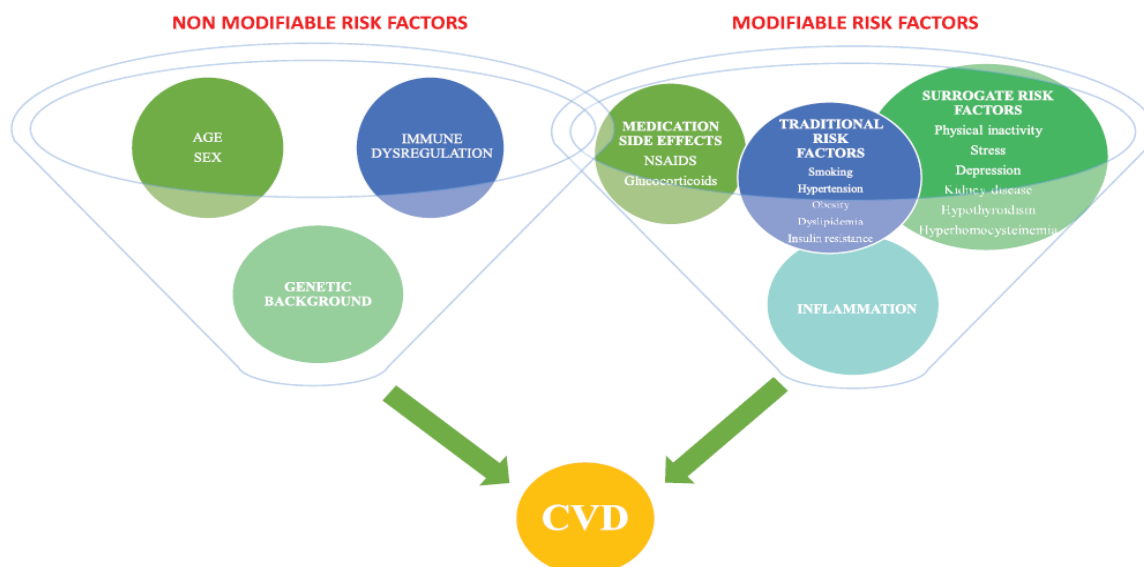 NON MODIFIABLE RISK FACTORS
AGE
SEX
IMMUNE
DYSREGULATION
GENETIC
BACKGROUND
MODIFIABLE RISK FACTORS
MEDICATION
SIDE EFFECTS
NSAIDS
Glucocorticoids
TRADITIONAL
RISK
FACTORS
Smoking
Hypertension
Obesity
Dyslipidemia
Insulin resistance
SURROGATE RISK
FACTORS
Physical inactivity
Stress
Depression
Kidney disease
Hypothyroidism
Hyperhomocysteinemia
INFLAMMATION
CVD